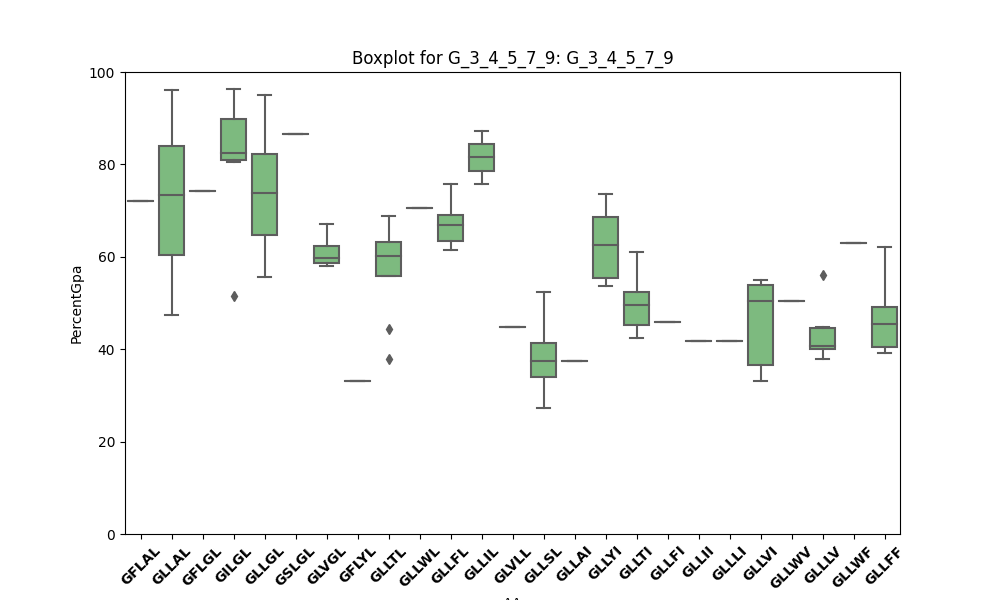 Boxplot for G_3_4_5_7_9: G_3_4_5_7_9
PercentGpa
100
80
60
40
20
0
GFLAL
GLLAL
GFLGL
GILGL
GLLGL
GSLGL
GLVGL
GFLYL
GLLTL
GLLWL
GLLFL
GLLIL
GLVLL
GLLSL
GLLAI
GLLYI
GLLTI
GLLFI
GLLII
GLLLI
GLLVI
GLLWV
GLLLV
GLLWF
GLLFF